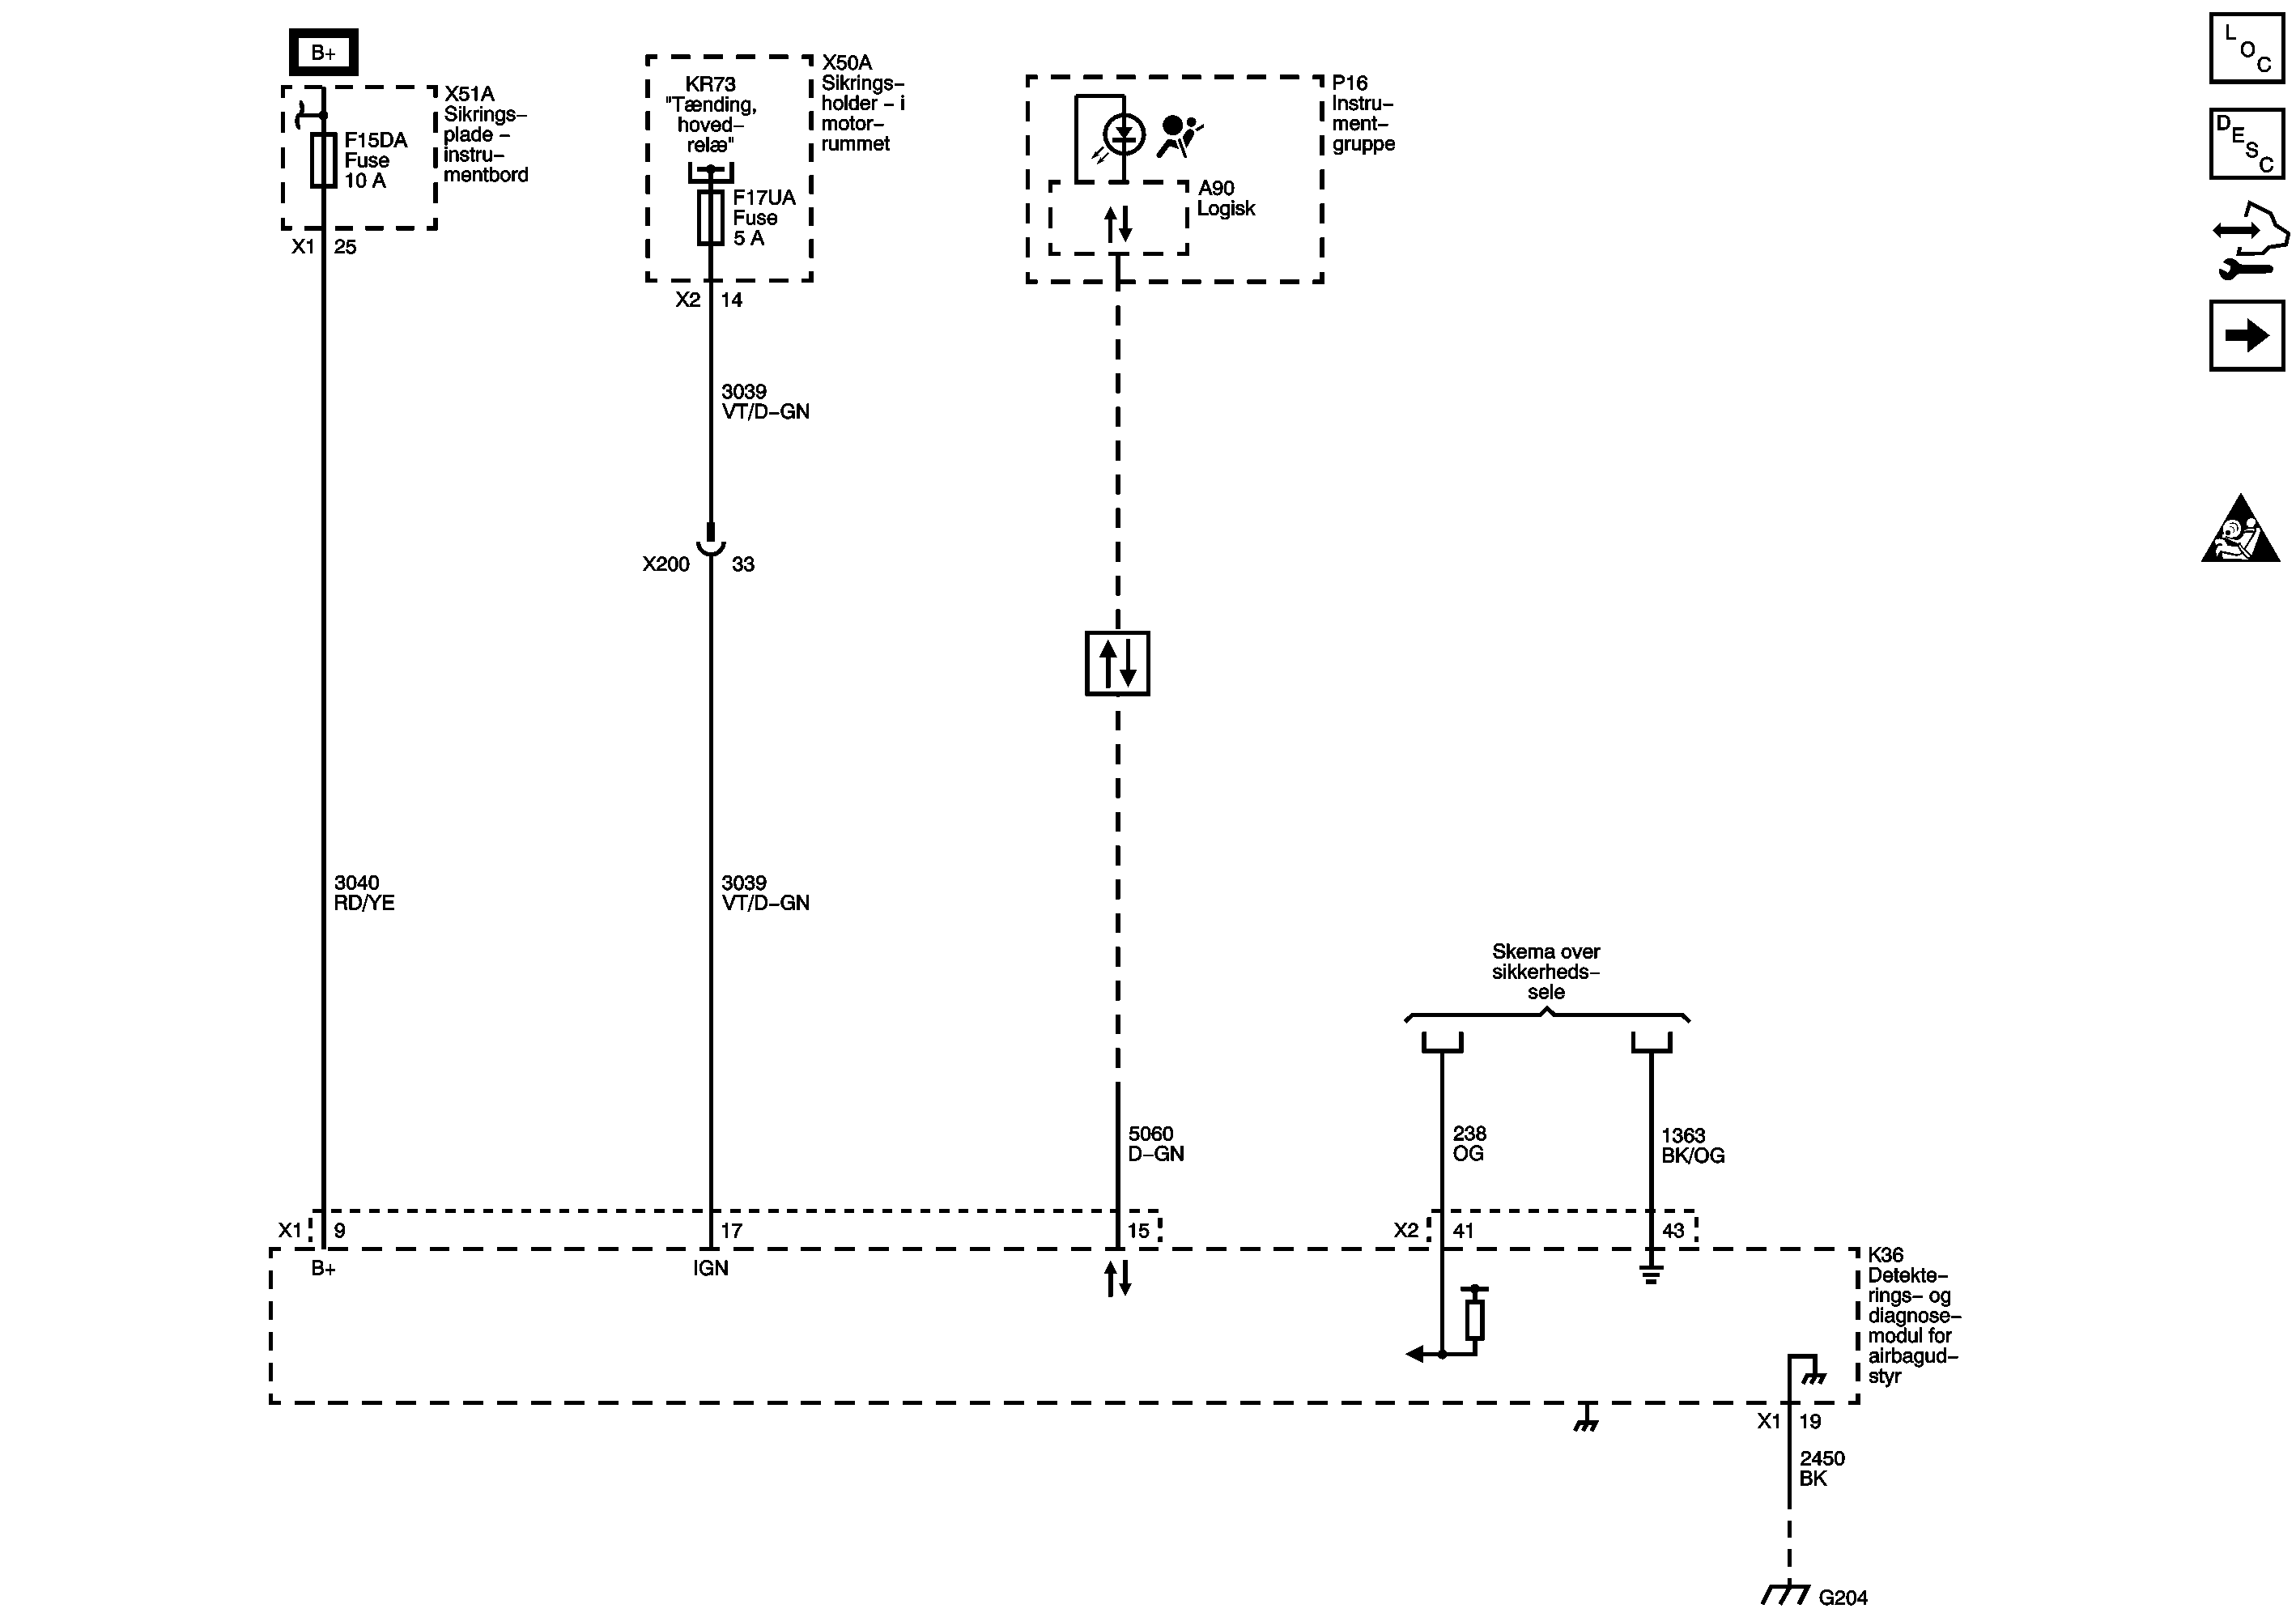 B+
X51A
Sikrings–
plade –
instru–
mentbord
F15DA
Fuse
10 A
X1 25
KR73
"Tænding,
hoved–
relæ"
X50A
Sikrings–
holder – i
motor–
rummet
F17UA
Fuse
5 A
X2 14
P16
Instru–
ment–
gruppe
A90
Logisk
L
O
C
D
E
S
C
3039
VT/D–GN
X200 33
3040
RD/YE
3039
VT/D–GN
Skema over
sikkerheds–
sele
5060
D–GN
238
OG
1363
BK/OG
X1 9 17 15 X2 41 43
B+ IGN
K36
Detekte–
rings– og
diagnose–
modul for
airbagud–
styr
X1 19
2450
BK
G204